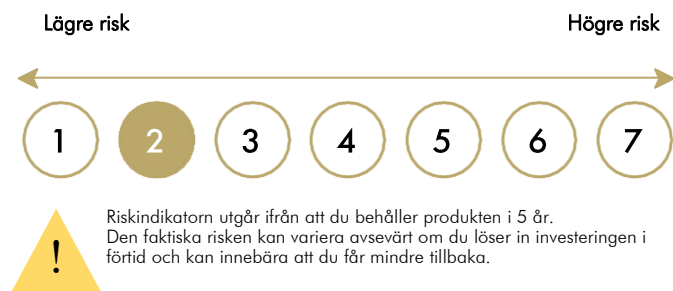 Lägre risk Högre risk
1 2 3 4 5 6 7
Riskindikatorn utgår ifrån att du behåller produkten i 5 år.
Den faktiska risken kan variera avsevärt om du löser in investeringen i
förtid och kan innebära att du får mindre tillbaka.
!